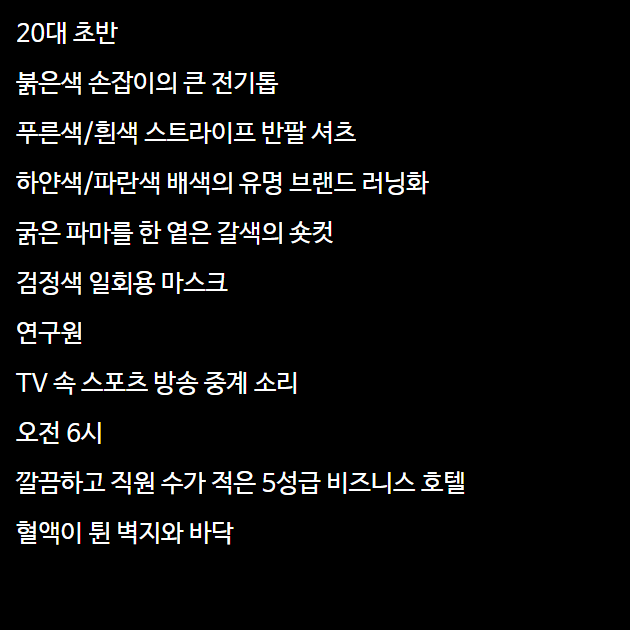 20대 초반
붉은색 손잡이의 큰 전기톱
푸른색/흰색 스트라이프 반팔 셔츠
하얀색/파란색 배색의 유명 브랜드 러닝화
굵은 파마를 한 옅은 갈색의 숏컷
검정색 일회용 마스크
연구원
TV 속 스포츠 방송 중계 소리
오전 6시
깔끔하고 직원 수가 적은 5성급 비즈니스 호텔
혈액이 튄 벽지와 바닥